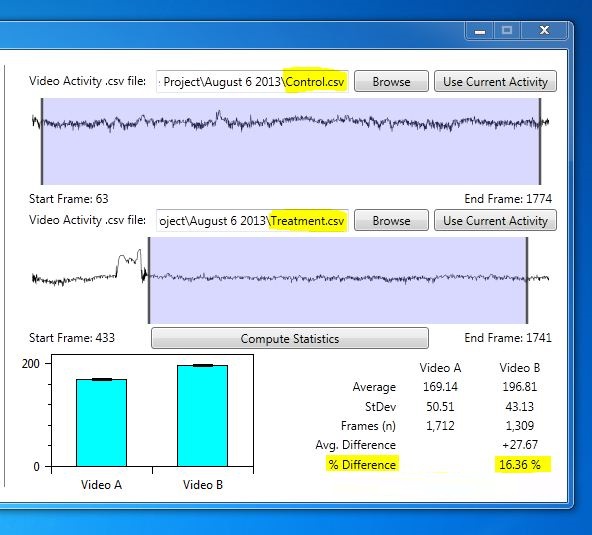 Video Activity .csv file: · Project\August 6 2013\Control.csv Browse Use Current Activity
Start Frame: 63 End Frame: 1774
Video Activity .csv file: oject\August 6 2013\Treatment.csv Browse Use Current Activity
Start Frame: 433 Compute Statistics End Frame: 1741
200
0
Video A Video B
Video A Video B
Average 169.14 196.81
StDev 50.51 43.13
Frames (n) 1,712 1,309
Avg. Difference +27.67
% Difference 16.36 %